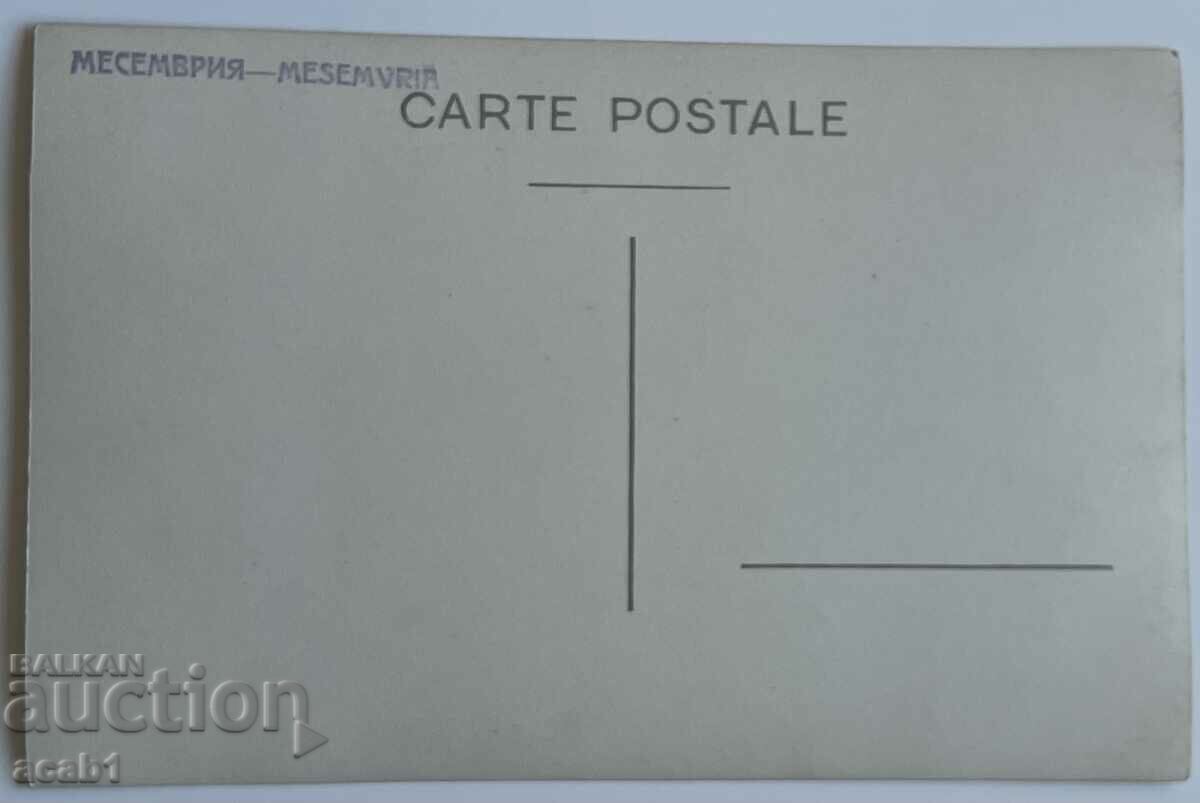 МЕСЕМВРИЯ—MESEMVRIA
CARTE POSTALE
BALKAN
auction
acab1